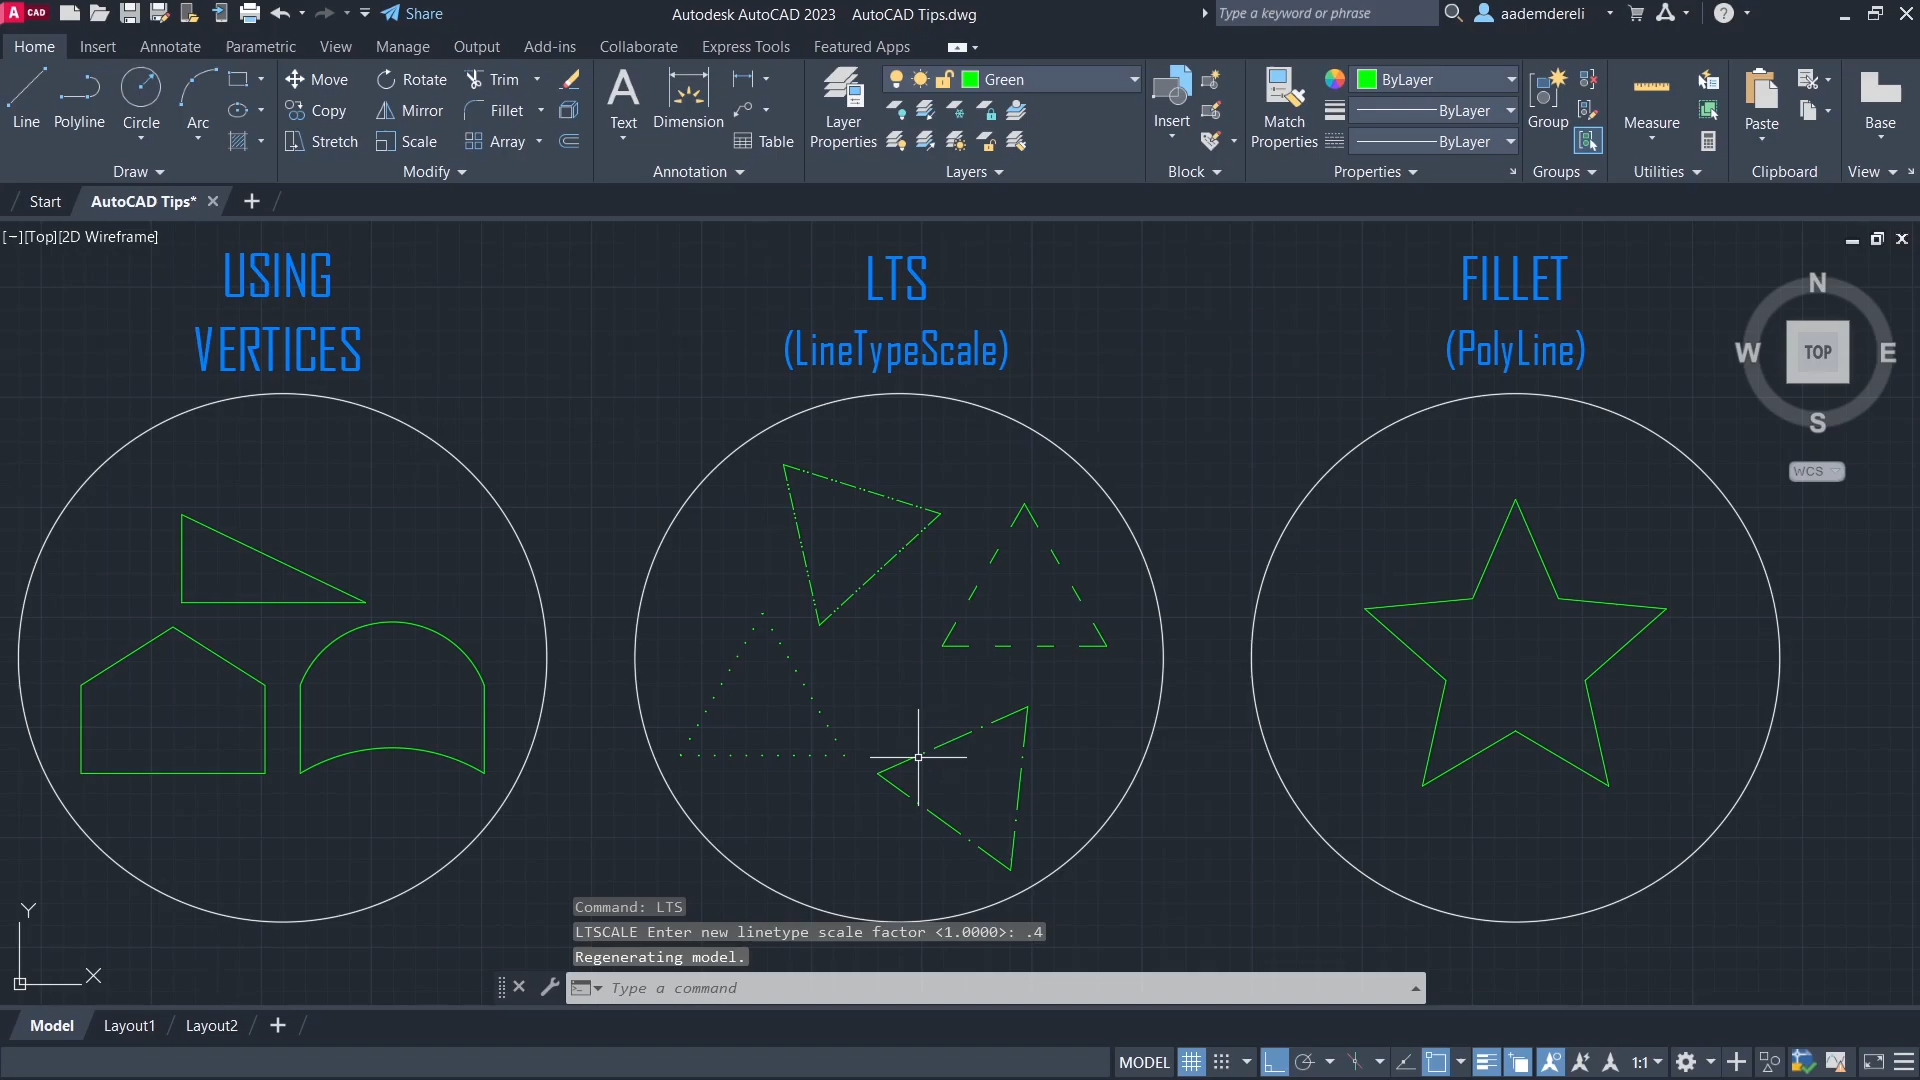 A CAD
Share
Autodesk AutoCAD 2023 AutoCAD Tips.dwg
Type a keyword or phrase
aademdereli
Home Insert Annotate Parametric View Manage Output Add-ins Collaborate Express Tools Featured Apps
Line Polyline Circle Arc
Move Rotate Trim
Copy Mirror Fillet
Stretch Scale Array
Text Dimension Table
Layer Properties
Green
Insert
Match Properties
ByLayer
ByLayer
ByLayer
Group
Measure
Paste
Base
Draw Modify Annotation Layers Block Properties Groups Utilities Clipboard View
Start AutoCAD Tips*
[−][Top][2D Wireframe]
USING
VERTICES
LTS
(LineTypeScale)
FILLET
(PolyLine)
N
W TOP E
S
WCS
Y
X
Command: LTS
LTSCALE Enter new linetype scale factor <1.0000>: .4
Regenerating model.
Type a command
Model Layout1 Layout2
MODEL 1:1